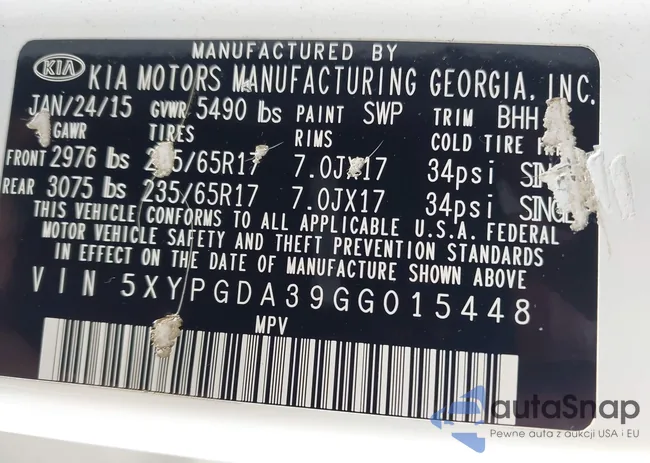 MANUFACTURED BY
KIA KIA MOTORS MANUFACTURING GEORGIA, INC.
JAN/24/15 GVWR 5490 lbs PAINT SWP TRIM BHH
GAWR TIRES RIMS COLD TIRE
FRONT 2976 lbs /65R17 7.0JX17 34psi
REAR 3075 lbs 235/65R17 7.0JX17 34psi
THIS VEHICLE CONFORMS TO ALL APPLICABLE U.S.A. FEDERAL
MOTOR VEHICLE SAFETY AND THEFT PREVENTION STANDARDS
IN EFFECT ON THE DATE OF MANUFACTURE SHOWN ABOVE
VIN 5XYPGDA39GG015448
MPV
autaSnap
Pewne auta z aukcji USA i EU